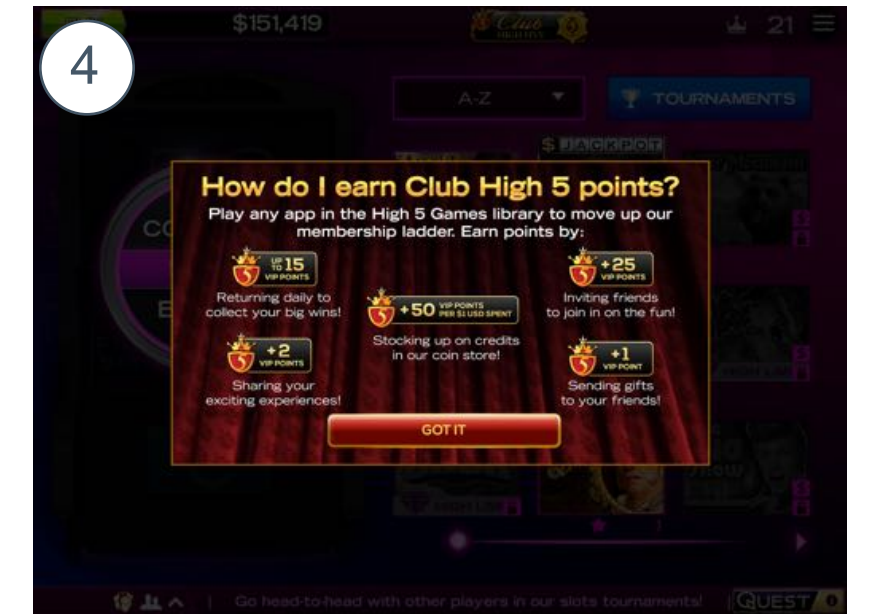 4
$151,419
Club
HIGH FIVE
21
A-Z
TOURNAMENTS
$ JACKPOT
How do I earn Club High 5 points?
Play any app in the High 5 Games library to move up our
membership ladder. Earn points by:
UP TO 15
VIP POINTS
Returning daily to
collect your big wins!
+50 VIP POINTS
PER $1 USD SPENT
Stocking up on credits
in our coin store!
+25
VIP POINTS
Inviting friends
to join in on the fun!
+2
VIP POINTS
Sharing your
exciting experiences!
+1
VIP POINT
Sending gifts
to your friends!
GOT IT
Go head-to-head with other players in our slots tournaments!
QUEST